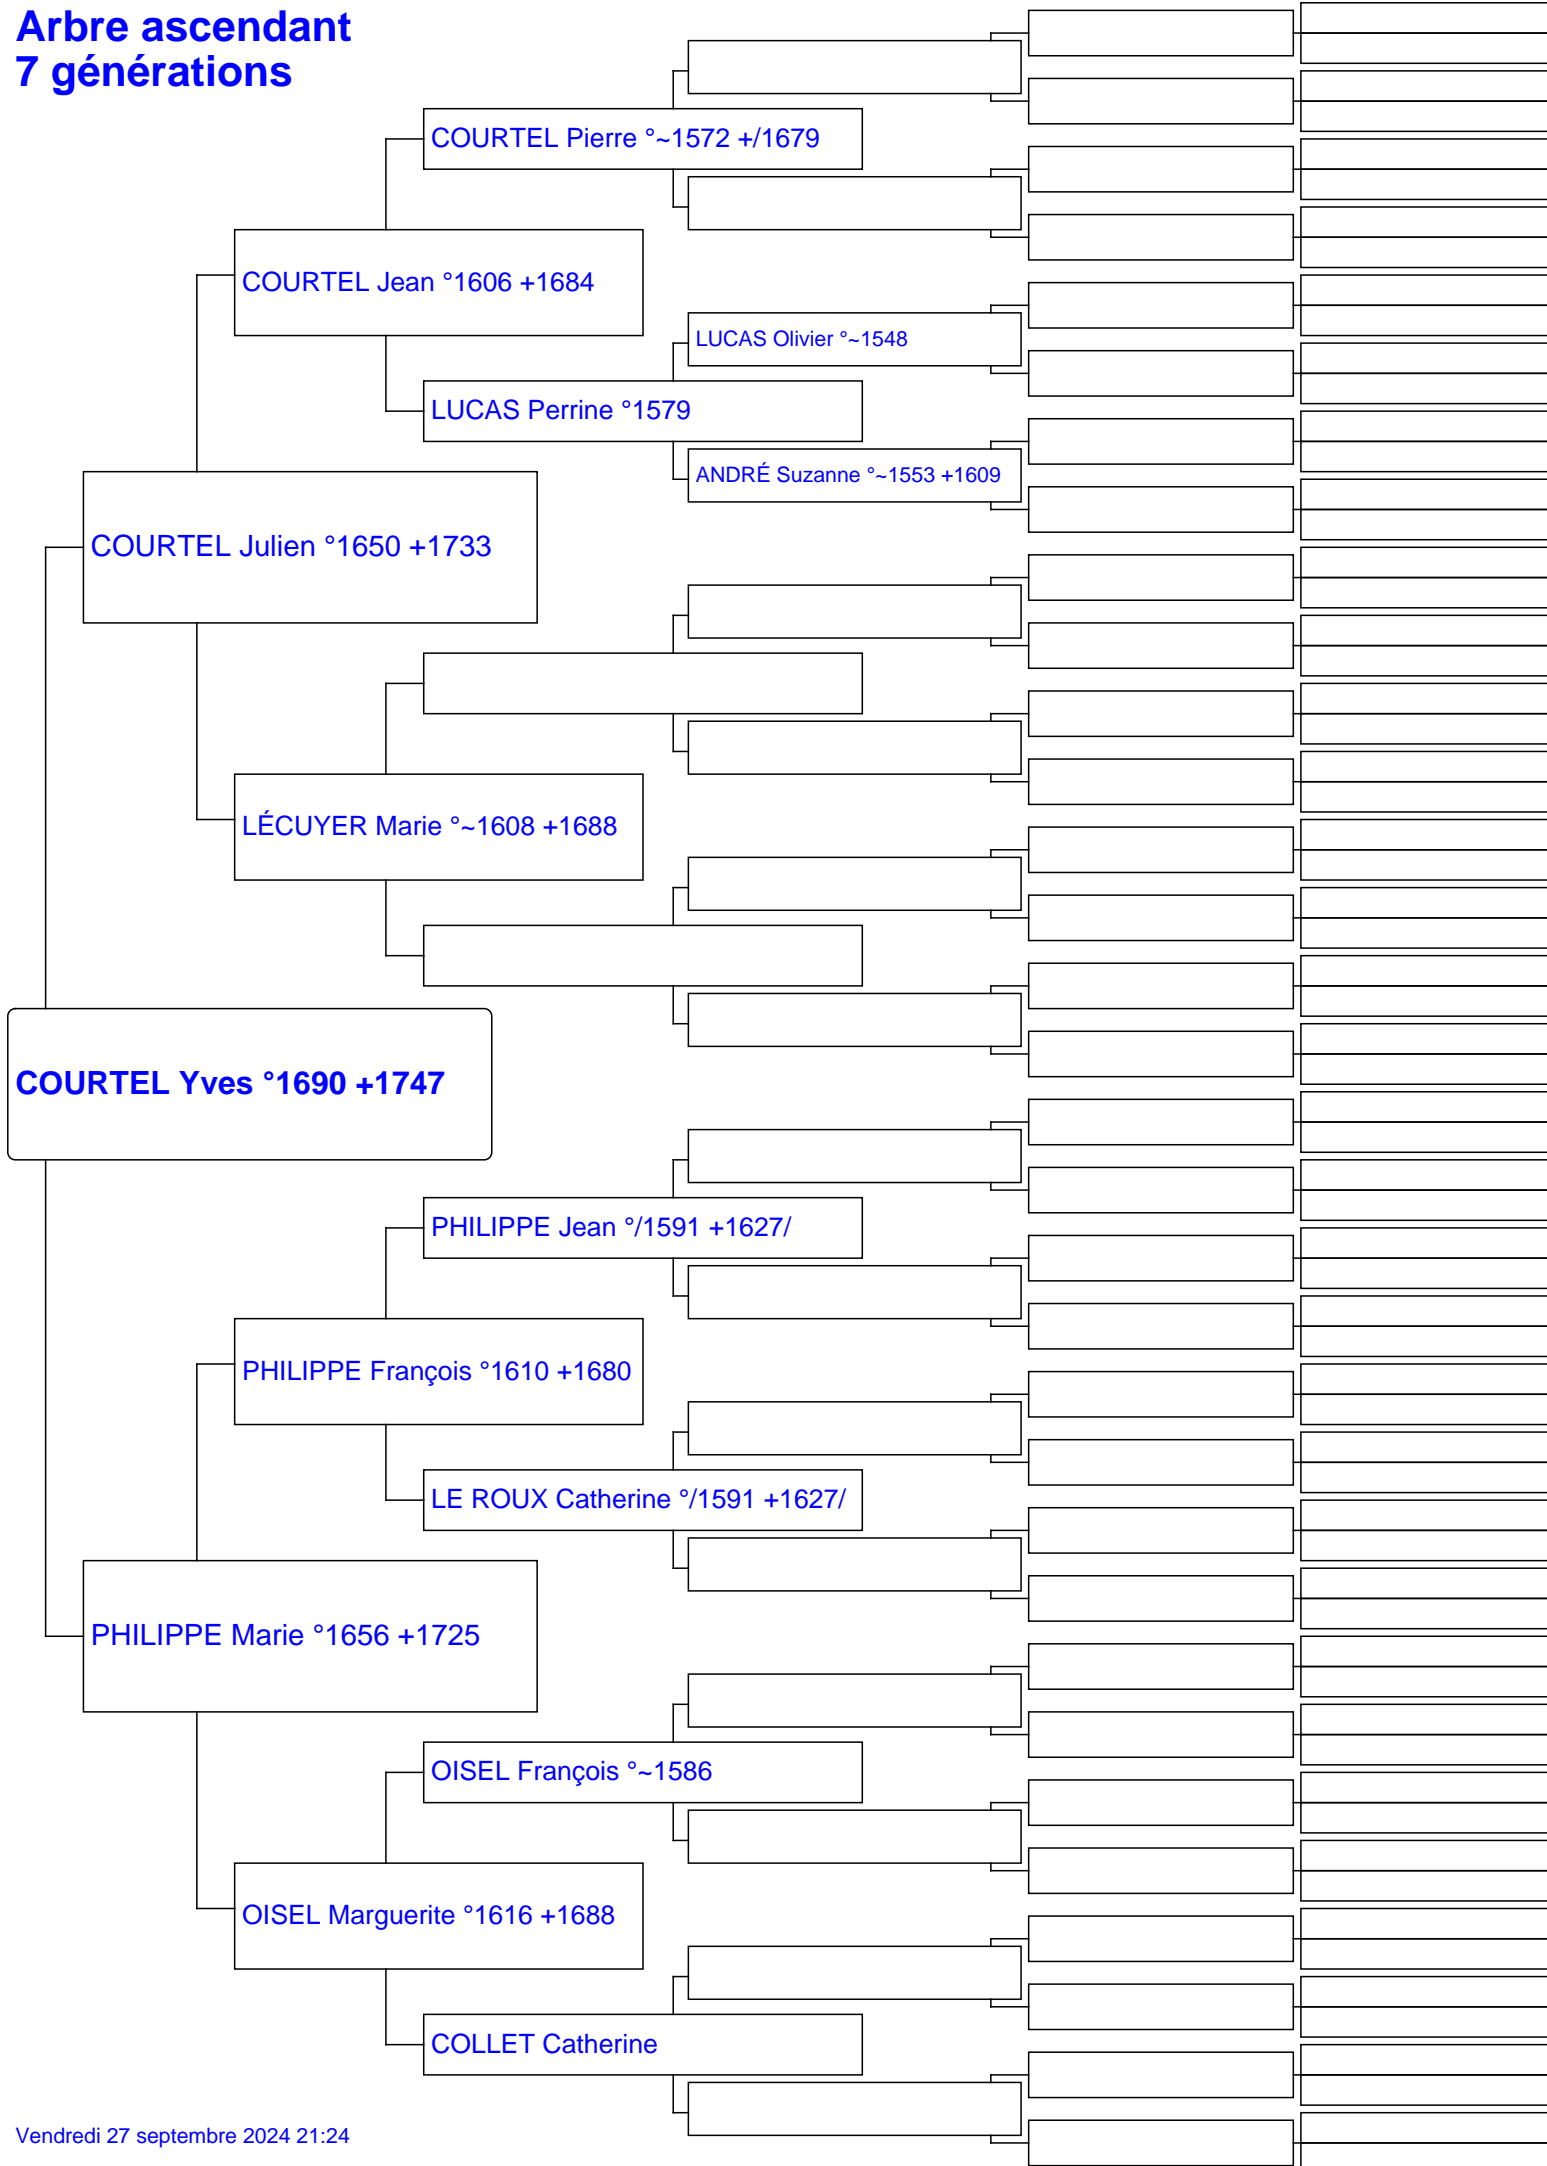 Arbre ascendant
7 générations
COURTEL Pierre °~1572 +/1679
COURTEL Jean °1606 +1684
LUCAS Olivier °~1548
LUCAS Perrine °1579
ANDRÉ Suzanne °~1553 +1609
COURTEL Julien °1650 +1733
LÉCUYER Marie °~1608 +1688
COURTEL Yves °1690 +1747
PHILIPPE Jean °/1591 +1627/
PHILIPPE François °1610 +1680
LE ROUX Catherine °/1591 +1627/
PHILIPPE Marie °1656 +1725
OISEL François °~1586
OISEL Marguerite °1616 +1688
COLLET Catherine
Vendredi 27 septembre 2024 21:24